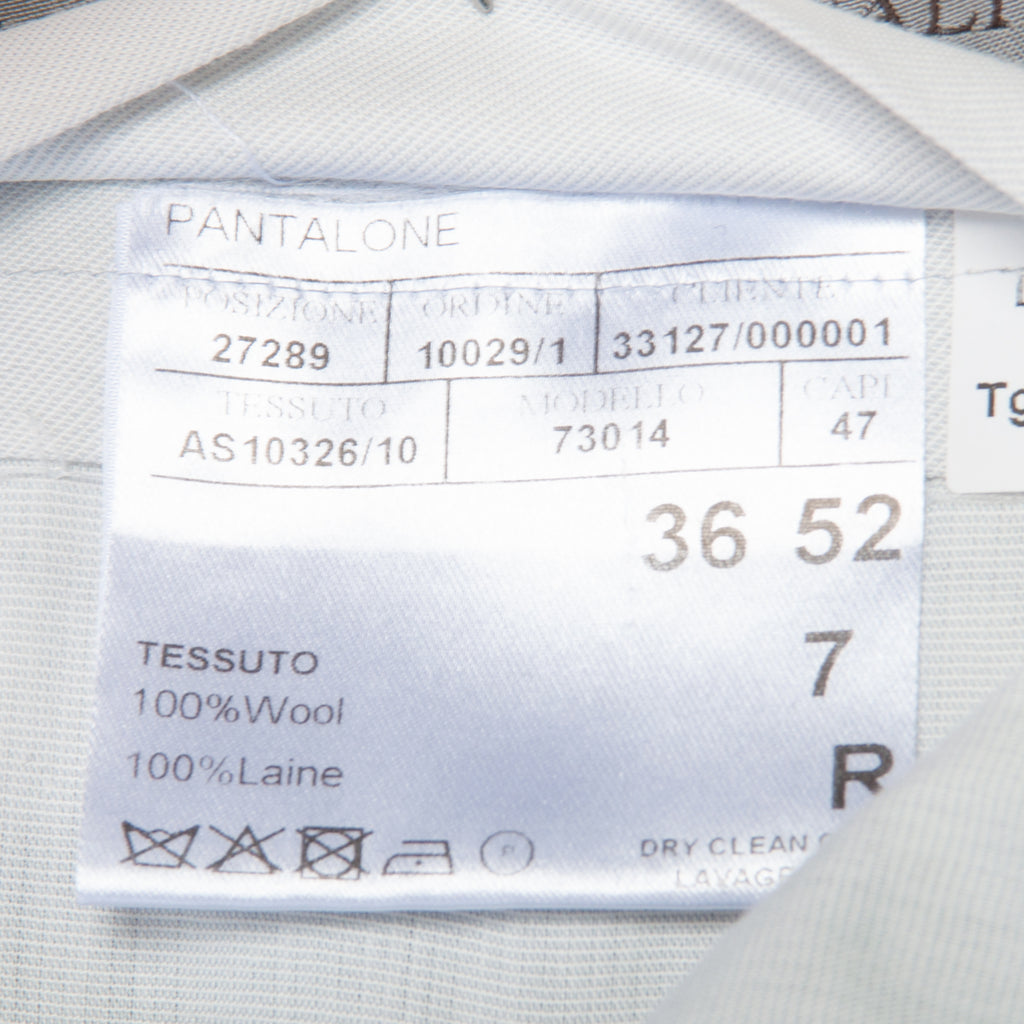 PANTALONE
POSIZIONE ORDINE CLIENTE
27289 10029/1 33127/000001
TESSUTO MODELLO CAPI
AS10326/10 73014 47
36 52
7
TESSUTO
100%Wool
R
100%Laine
DRY CLEAN
LAVAGE
Tg